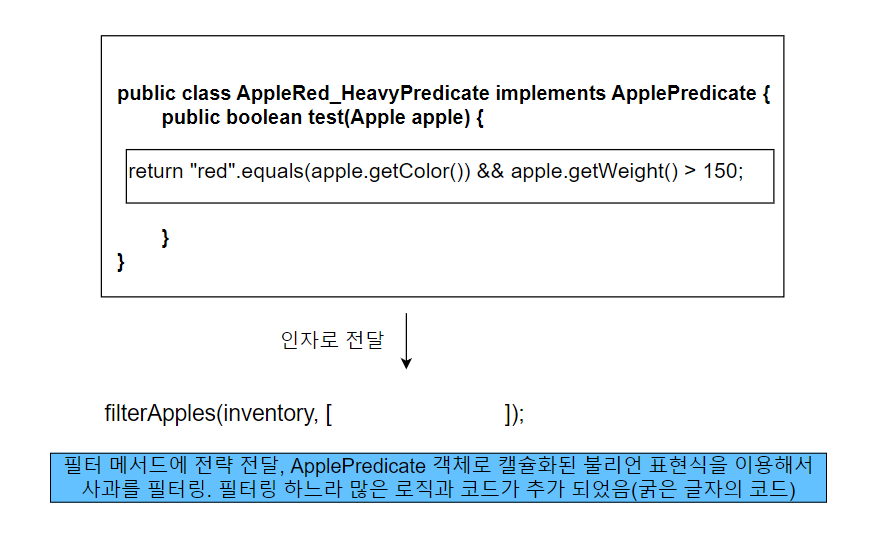 public class AppleRed_HeavyPredicate implements ApplePredicate {
public boolean test(Apple apple) {
return "red".equals(apple.getColor()) && apple.getWeight() > 150;
}
}
인자로 전달
filterApples(inventory, [ ]);
필터 메서드에 전략 전달, ApplePredicate 객체로 캡슐화된 불리언 표현식을 이용해서
사과를 필터링. 필터링 하느라 많은 로직과 코드가 추가 되었음(굵은 글자의 코드)